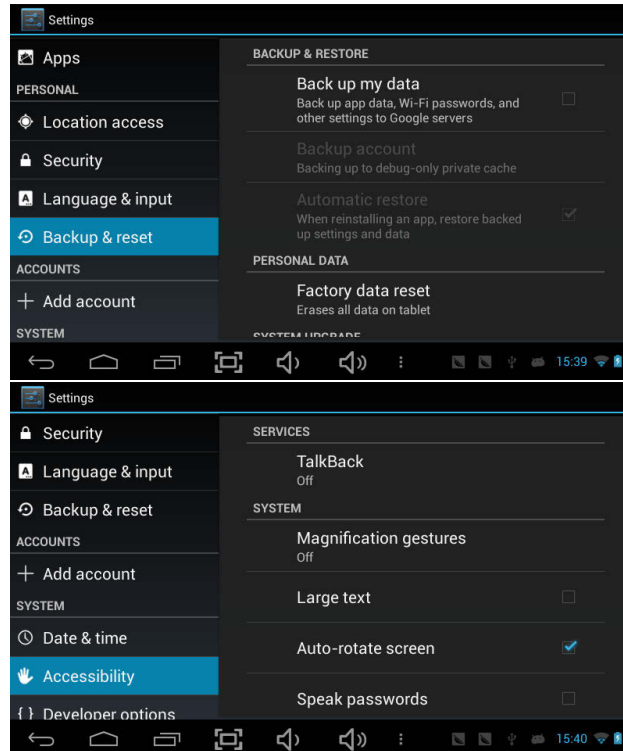 Settings
Apps
PERSONAL
Location access
Security
Language & input
Backup & reset
ACCOUNTS
Add account
SYSTEM
BACKUP & RESTORE
Back up my data
Back up app data, Wi-Fi passwords, and
other settings to Google servers
Backup account
Backing up to debug-only private cache
Automatic restore
When reinstalling an app, restore backed
up settings and data
PERSONAL DATA
Factory data reset
Erases all data on tablet
SYSTEM UPGRADE
15:39
Settings
Security
Language & input
Backup & reset
ACCOUNTS
Add account
SYSTEM
Date & time
Accessibility
{ } Developer options
SERVICES
TalkBack
Off
SYSTEM
Magnification gestures
Off
Large text
Auto-rotate screen
Speak passwords
15:40